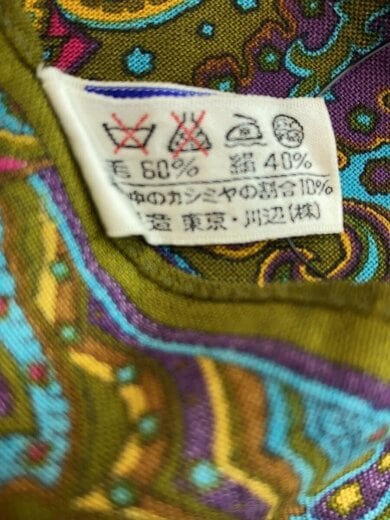 毛 60% 絹 40%
中のカシミヤの割合10%
造 東京・川辺(株)